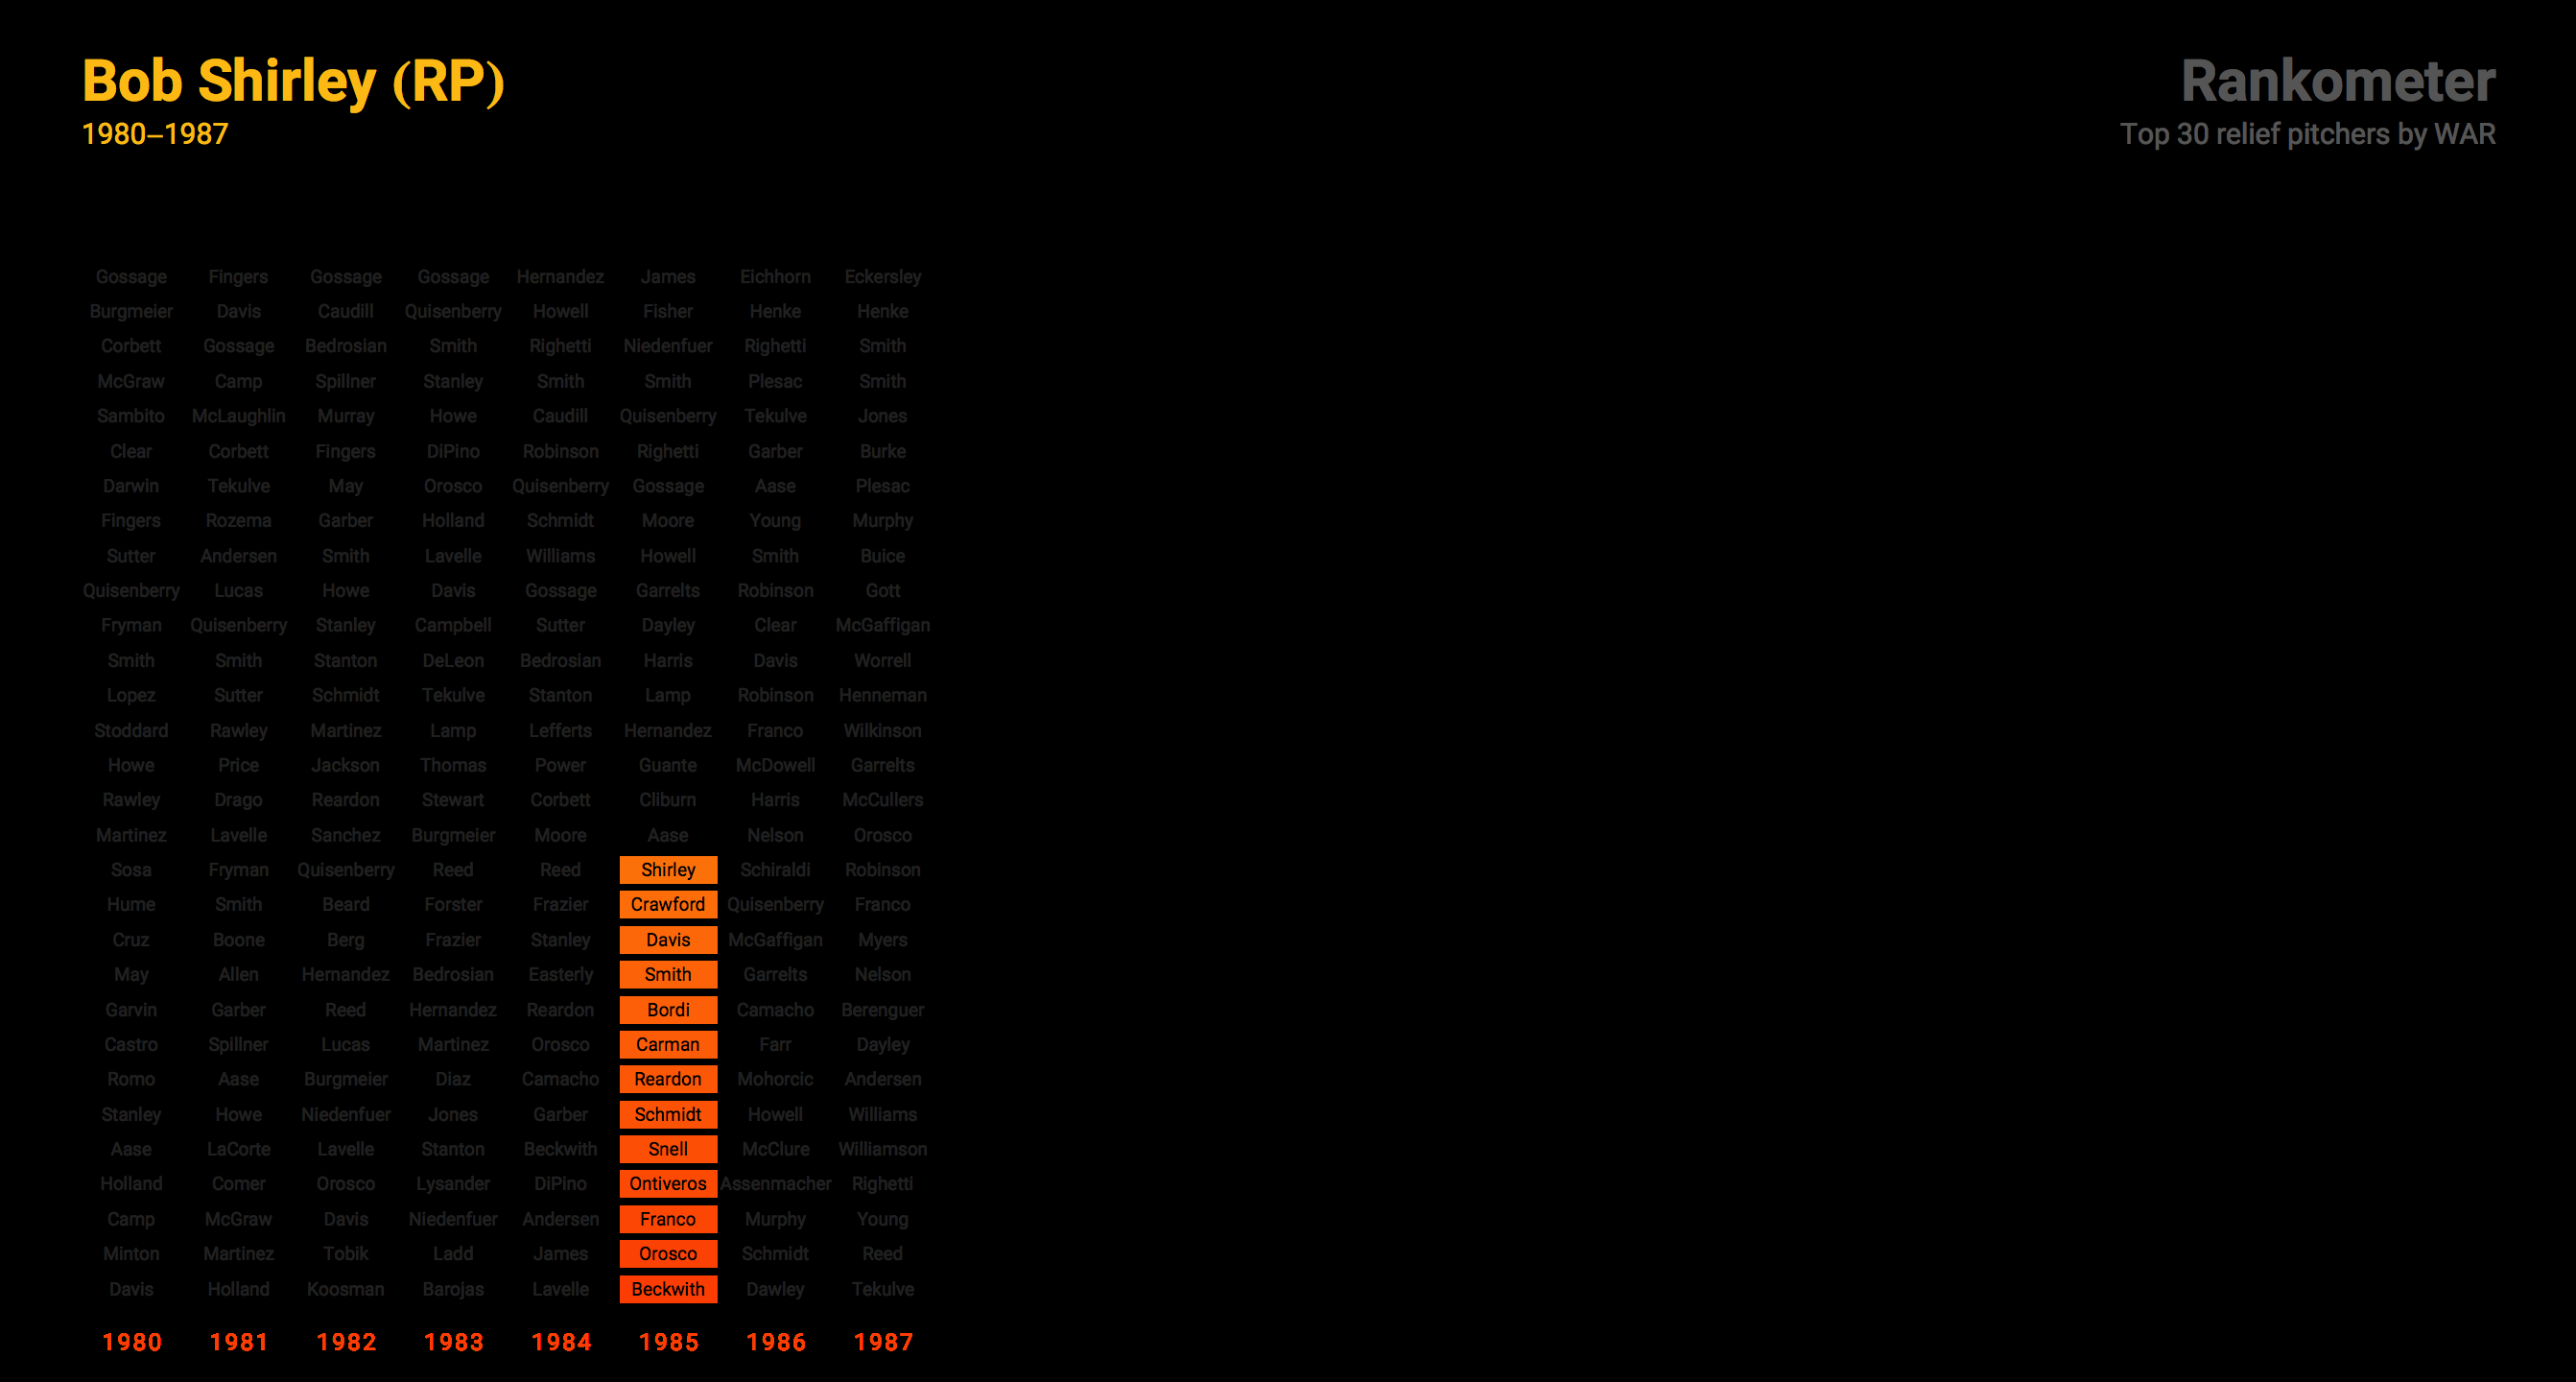 Bob Shirley (RP)
1980–1987
Rankometer
Top 30 relief pitchers by WAR
Gossage Fingers Gossage Gossage Hernandez James Eichhorn Eckersley
Burgmeier Davis Caudill Quisenberry Howell Fisher Henke Henke
Corbett Gossage Bedrosian Smith Righetti Niedenfuer Righetti Smith
McGraw Camp Spillner Stanley Smith Smith Plesac Smith
Sambito McLaughlin Murray Howe Caudill Quisenberry Tekulve Jones
Clear Corbett Fingers DiPino Robinson Righetti Garber Burke
Darwin Tekulve May Orosco Quisenberry Gossage Aase Plesac
Fingers Rozema Garber Holland Schmidt Moore Young Murphy
Sutter Andersen Smith Lavelle Williams Howell Smith Buice
Quisenberry Lucas Howe Davis Gossage Garrelts Robinson Gott
Fryman Quisenberry Stanley Campbell Sutter Dayley Clear McGaffigan
Smith Smith Stanton DeLeon Bedrosian Harris Davis Worrell
Lopez Sutter Schmidt Tekulve Stanton Lamp Robinson Henneman
Stoddard Rawley Martinez Lamp Lefferts Hernandez Franco Wilkinson
Howe Price Jackson Thomas Power Guante McDowell Garrelts
Rawley Drago Reardon Stewart Corbett Cliburn Harris McCullers
Martinez Lavelle Sanchez Burgmeier Moore Aase Nelson Orosco
Sosa Fryman Quisenberry Reed Reed Shirley Schiraldi Robinson
Hume Smith Beard Forster Frazier Crawford Quisenberry Franco
Cruz Boone Berg Frazier Stanley Davis McGaffigan Myers
May Allen Hernandez Bedrosian Easterly Smith Garrelts Nelson
Garvin Garber Reed Hernandez Reardon Bordi Camacho Berenguer
Castro Spillner Lucas Martinez Orosco Carman Farr Dayley
Romo Aase Burgmeier Diaz Camacho Reardon Mohorcic Andersen
Stanley Howe Niedenfuer Jones Garber Schmidt Howell Williams
Aase LaCorte Lavelle Stanton Beckwith Snell McClure Williamson
Holland Comer Orosco Lysander DiPino Ontiveros Assenmacher Righetti
Camp McGraw Davis Niedenfuer Andersen Franco Murphy Young
Minton Martinez Tobik Ladd James Orosco Schmidt Reed
Davis Holland Koosman Barojas Lavelle Beckwith Dawley Tekulve
1980 1981 1982 1983 1984 1985 1986 1987